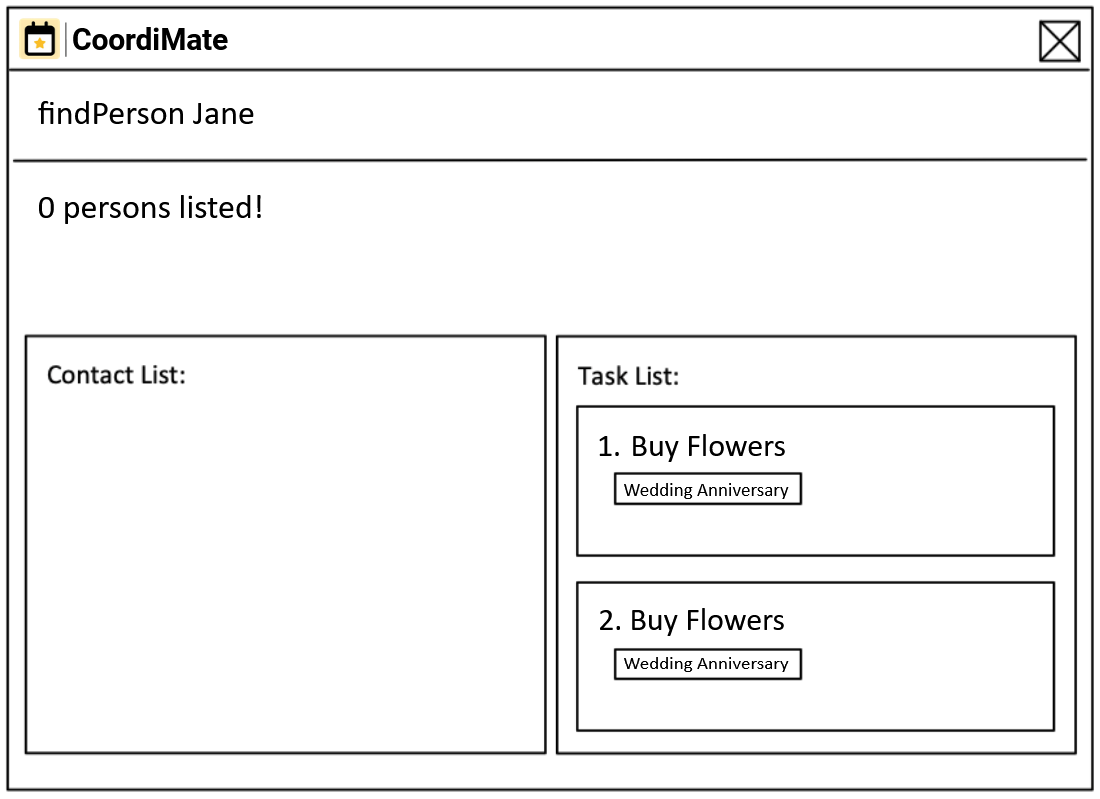 CoordiMate
findPerson Jane
0 persons listed!
Contact List:
Task List:
1. Buy Flowers
Wedding Anniversary
2. Buy Flowers
Wedding Anniversary